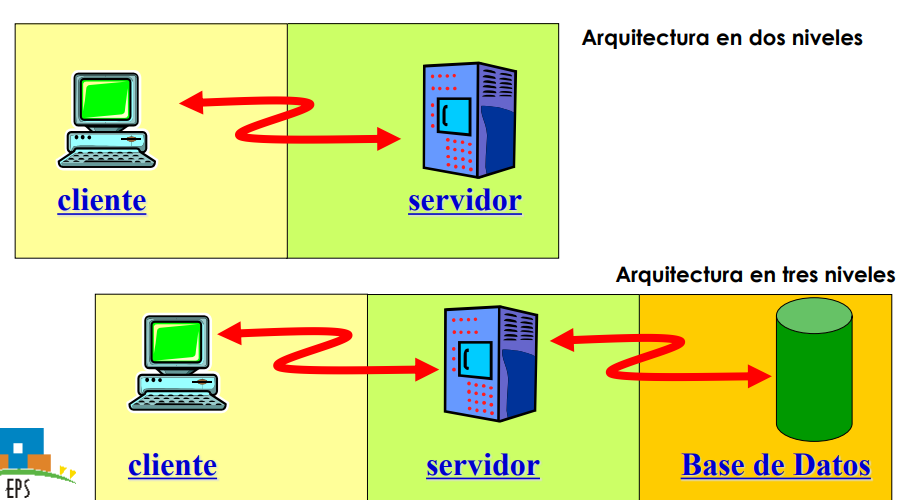 Arquitectura en dos niveles
cliente
servidor
Arquitectura en tres niveles
cliente
servidor
Base de Datos
EPS